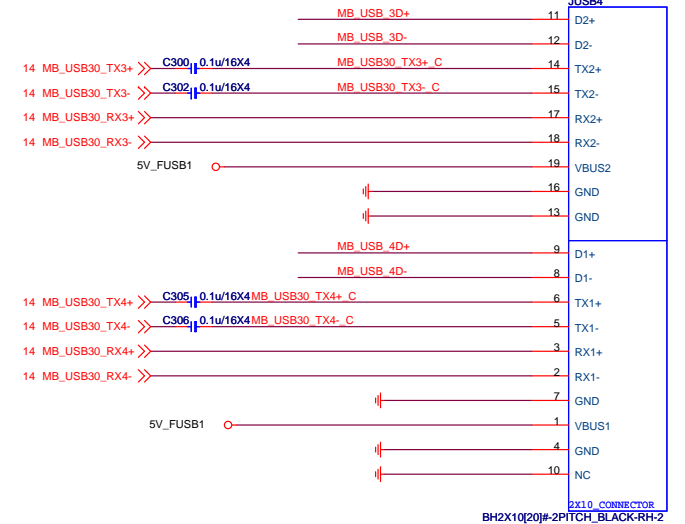 JUSB4
MB_USB_3D+ 11 D2+
MB_USB_3D- 12 D2-
14 MB_USB30_TX3+ C300 0.1u/16X4 MB_USB30_TX3+_C 14 TX2+
14 MB_USB30_TX3- C302 0.1u/16X4 MB_USB30_TX3-_C 15 TX2-
14 MB_USB30_RX3+ 17 RX2+
14 MB_USB30_RX3- 18 RX2-
5V_FUSB1 19 VBUS2
16 GND
13 GND
MB_USB_4D+ 9 D1+
MB_USB_4D- 8 D1-
14 MB_USB30_TX4+ C305 0.1u/16X4 MB_USB30_TX4+_C 6 TX1+
14 MB_USB30_TX4- C306 0.1u/16X4 MB_USB30_TX4-_C 5 TX1-
14 MB_USB30_RX4+ 3 RX1+
14 MB_USB30_RX4- 2 RX1-
7 GND
5V_FUSB1 1 VBUS1
4 GND
10 NC
2X10_CONNECTOR
BH2X10[20]#-2PITCH_BLACK-RH-2